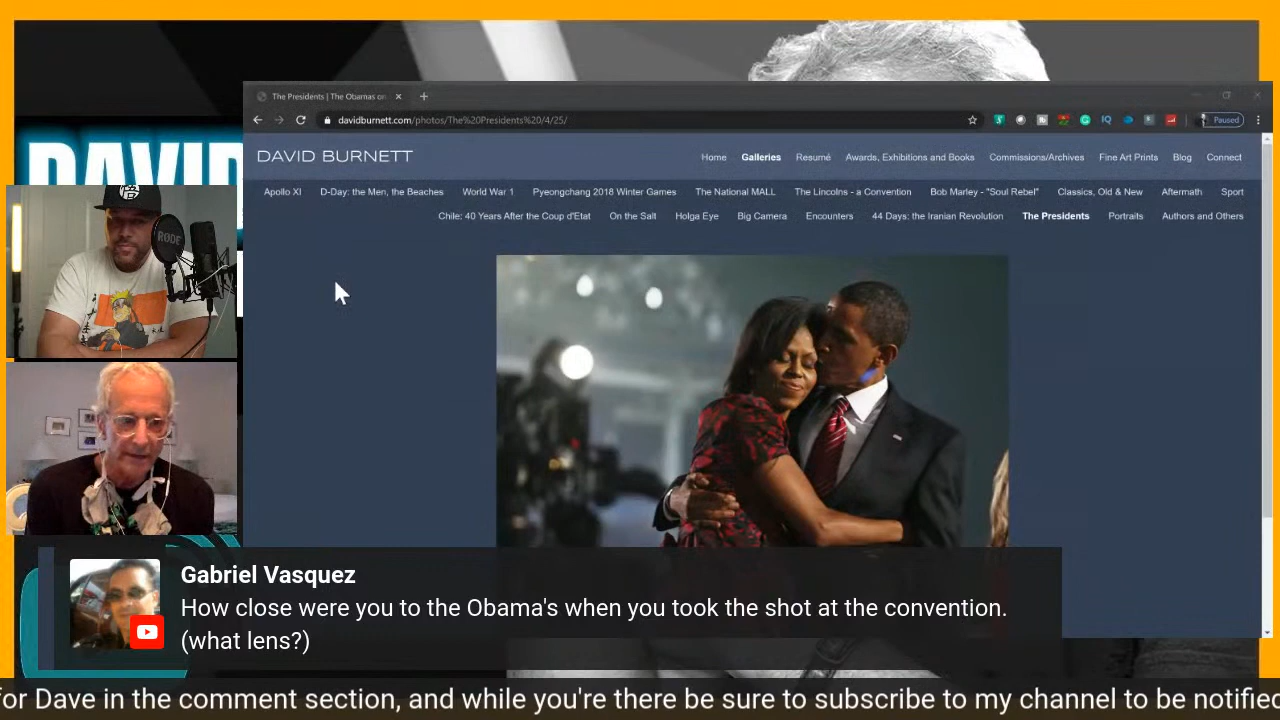 The Presidents | The Obamas on
davidburnett.com/photos/The%20Presidents%20/4/25/
Paused
DAVID BURNETT
Home Galleries Resumé Awards, Exhibitions and Books Commissions/Archives Fine Art Prints Blog Connect
Apollo XI D-Day: the Men, the Beaches World War 1 Pyeongchang 2018 Winter Games The National MALL The Lincolns - a Convention Bob Marley - "Soul Rebel" Classics, Old & New Aftermath Sport
Chile: 40 Years After the Coup d'Etat On the Salt Holga Eye Big Camera Encounters 44 Days: the Iranian Revolution The Presidents Portraits Authors and Others
DAVID
RØDE
Gabriel Vasquez
How close were you to the Obama's when you took the shot at the convention.
(what lens?)
for Dave in the comment section, and while you're there be sure to subscribe to my channel to be notified